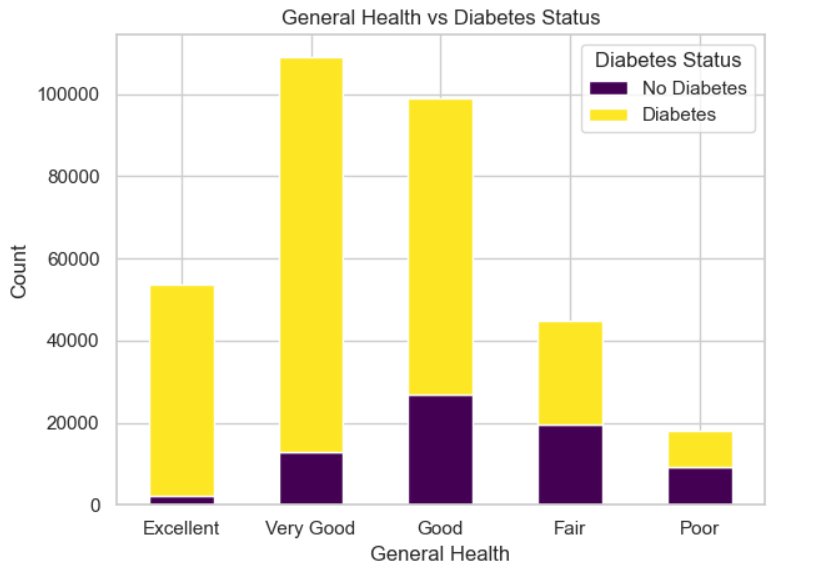 General Health vs Diabetes Status
Diabetes Status
No Diabetes
Diabetes
Count
100000
80000
60000
40000
20000
0
Excellent Very Good Good Fair Poor
General Health